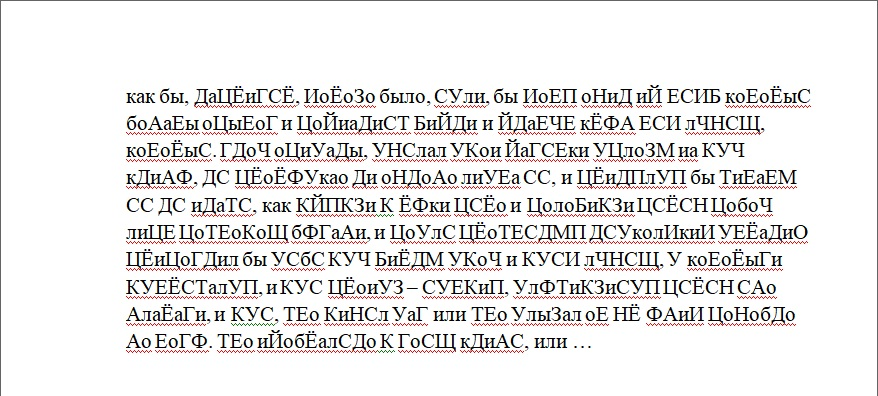 как бы, ДаЦЁиГСЁ, ИоЁоЗо было, СУли, бы ИоЕП оНиД иЙ ЕСИБ коЕоЁыС
боАаЕы оЦыЕоГ и ЦоЙиаДиСТ БиЙДи и ЙДаЕЧЕ кЁФА ЕСИ лЧНСЩ,
коЕоЁыС. ГДоЧ оЦиУаДы, УНСлал УКои ЙаГСЕки УЦлоЗМ иа КУЧ
кДиАФ, ДС ЦЁоЁФУкао Ди оНДоАо лиУЕа СС, и ЦЁиДПлУП бы ТиЕаЕМ
СС ДС иДаТС, как КЙПКЗи К ЁФки ЦСЁо и ЦолоБиКЗи ЦСЁСН ЦобоЧ
лиЦЕ ЦоТЕоКоЩ бФГаАи, и ЦоУлС ЦЁоТЕСДМП ДСУколИкиИ УЕЁаДиО
ЦЁиЦоГДил бы УСбС КУЧ БиЁДМ УКоЧ и КУСИ лЧНСЩ, У коЕоЁыГи
КУЕЁСТалУП, и КУС ЦЁоиУЗ – СУЕКиП, УлФТиКЗиСУП ЦСЁСН САо
АлаЁаГи, и КУС, ТЕо КиНСл УаГ или ТЕо УлыЗал оЕ НЁ ФАиИ ЦоНобДо
Ао ЕоГФ. ТЕо иЙобЁалСДо К ГоСЩ кДиАС, или …